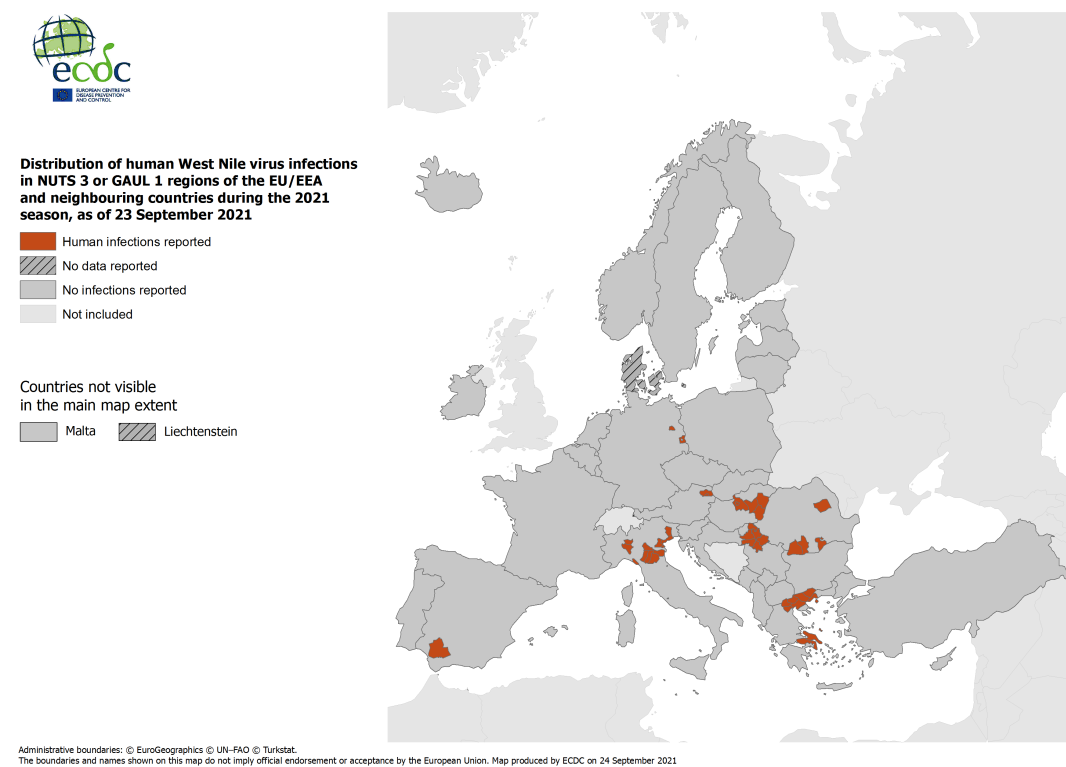 ecdc
EUROPEAN CENTRE FOR
DISEASE PREVENTION
AND CONTROL
Distribution of human West Nile virus infections
in NUTS 3 or GAUL 1 regions of the EU/EEA
and neighbouring countries during the 2021
season, as of 23 September 2021
Human infections reported
No data reported
No infections reported
Not included
Countries not visible
in the main map extent
Malta
Liechtenstein
Administrative boundaries: © EuroGeographics © UN–FAO © Turkstat.
The boundaries and names shown on this map do not imply official endorsement or acceptance by the European Union. Map produced by ECDC on 24 September 2021